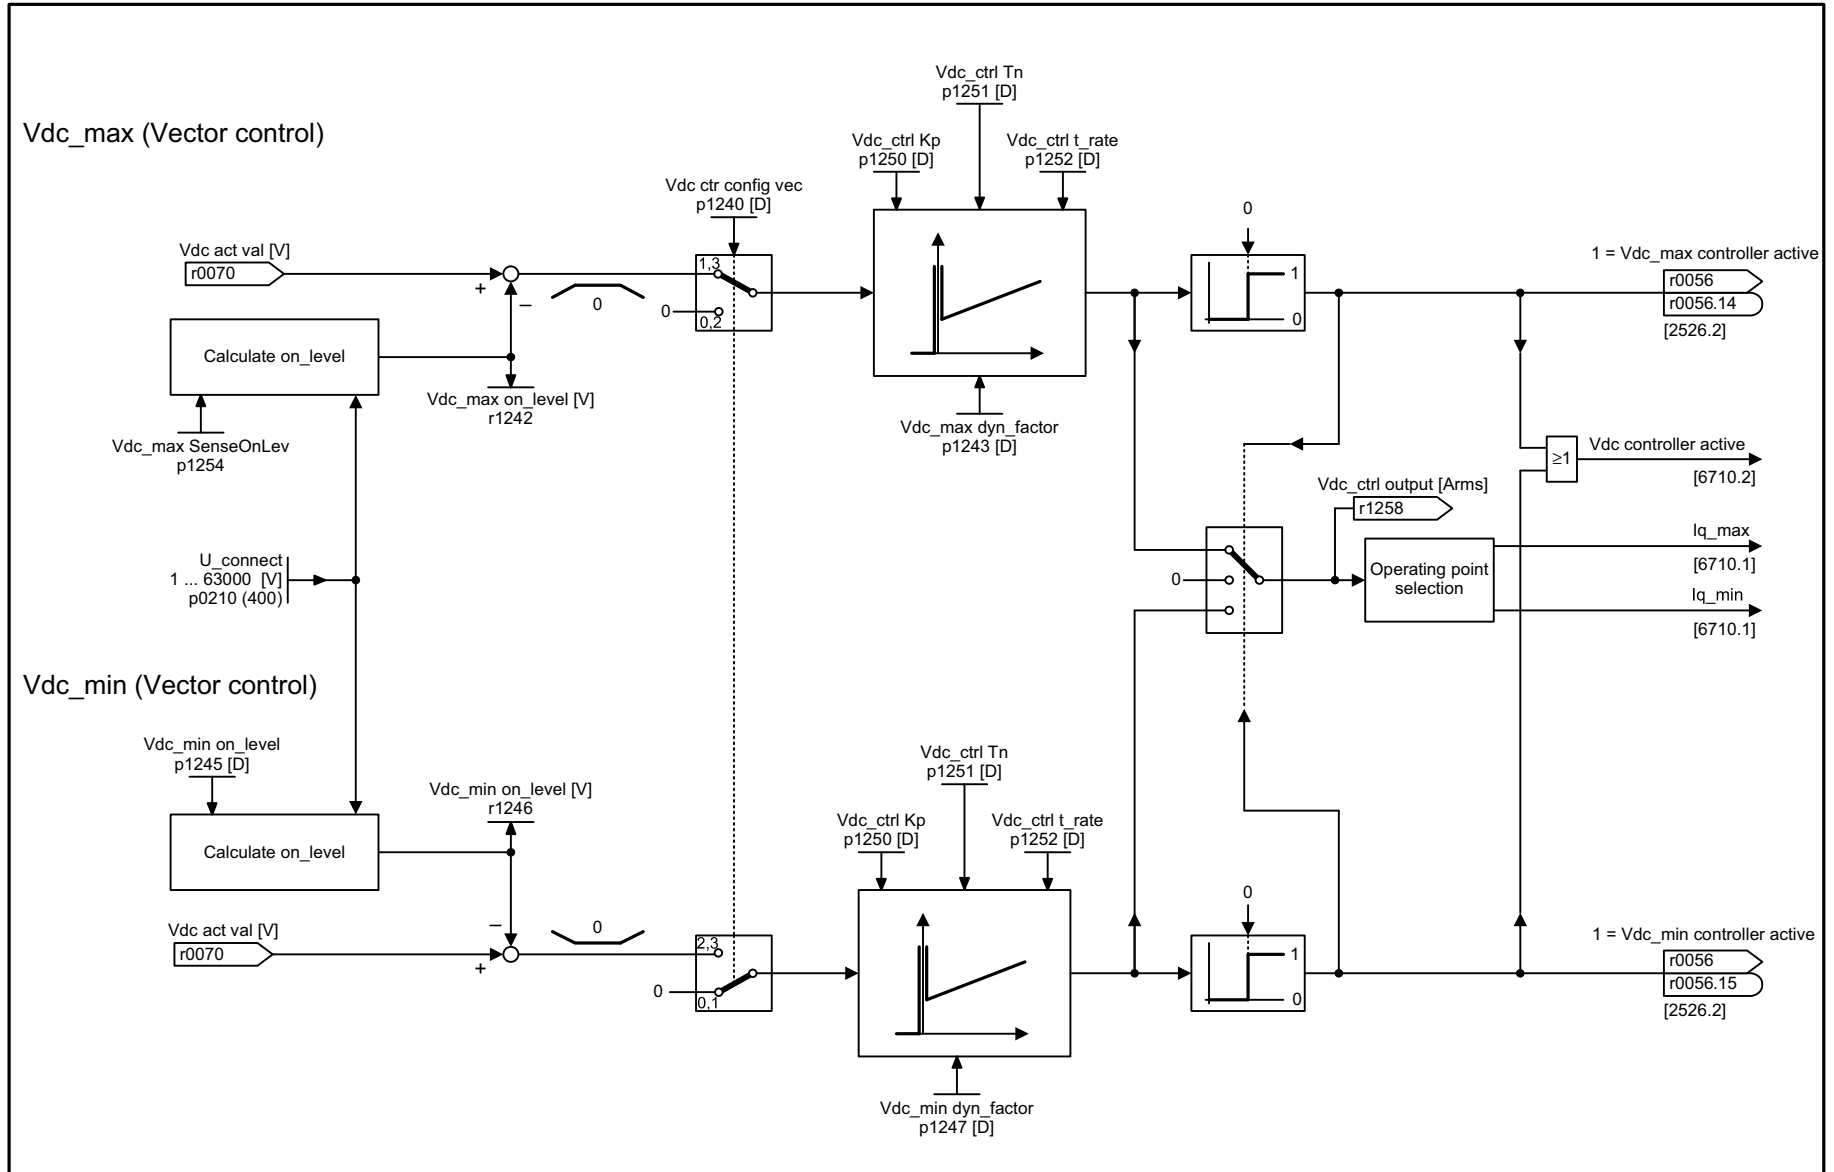 Vdc_max (Vector control)
Vdc_ctrl Tn
p1251 [D]
Vdc_ctrl Kp
p1250 [D]
Vdc_ctrl t_rate
p1252 [D]
Vdc ctr config vec
p1240 [D]
Vdc act val [V]
r0070
+
–
0
1,3
0
0,2
0
1
0
1 = Vdc_max controller active
r0056
r0056.14
[2526.2]
Calculate on_level
Vdc_max on_level [V]
r1242
Vdc_max SenseOnLev
p1254
Vdc_max dyn_factor
p1243 [D]
≥1
Vdc controller active
[6710.2]
Vdc_ctrl output [Arms]
r1258
U_connect
1 ... 63000 [V]
p0210 (400)
0
Operating point
selection
Iq_max
[6710.1]
Iq_min
[6710.1]
Vdc_min (Vector control)
Vdc_min on_level
p1245 [D]
Vdc_min on_level [V]
r1246
Vdc_ctrl Tn
p1251 [D]
Vdc_ctrl Kp
p1250 [D]
Vdc_ctrl t_rate
p1252 [D]
Calculate on_level
Vdc act val [V]
r0070
–
+
0
2,3
0
0,1
0
1
0
1 = Vdc_min controller active
r0056
r0056.15
[2526.2]
Vdc_min dyn_factor
p1247 [D]